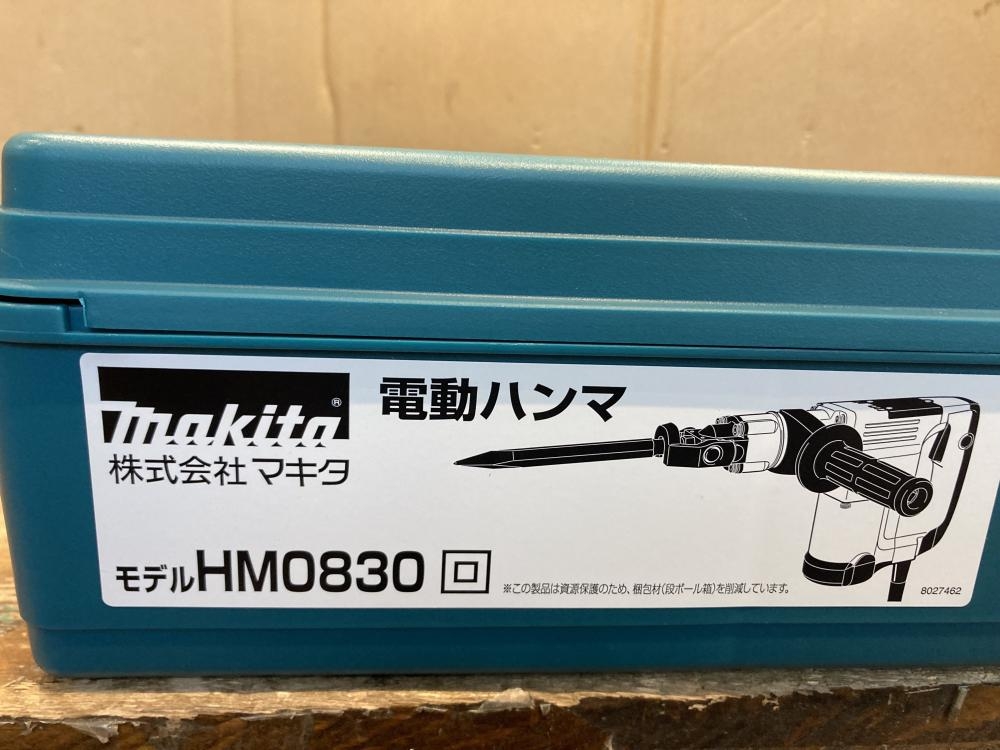 makita®
株式会社マキタ
電動ハンマ
モデルHM0830
※この製品は資源保護のため、梱包材(段ボール箱)を削減しています。
8027462